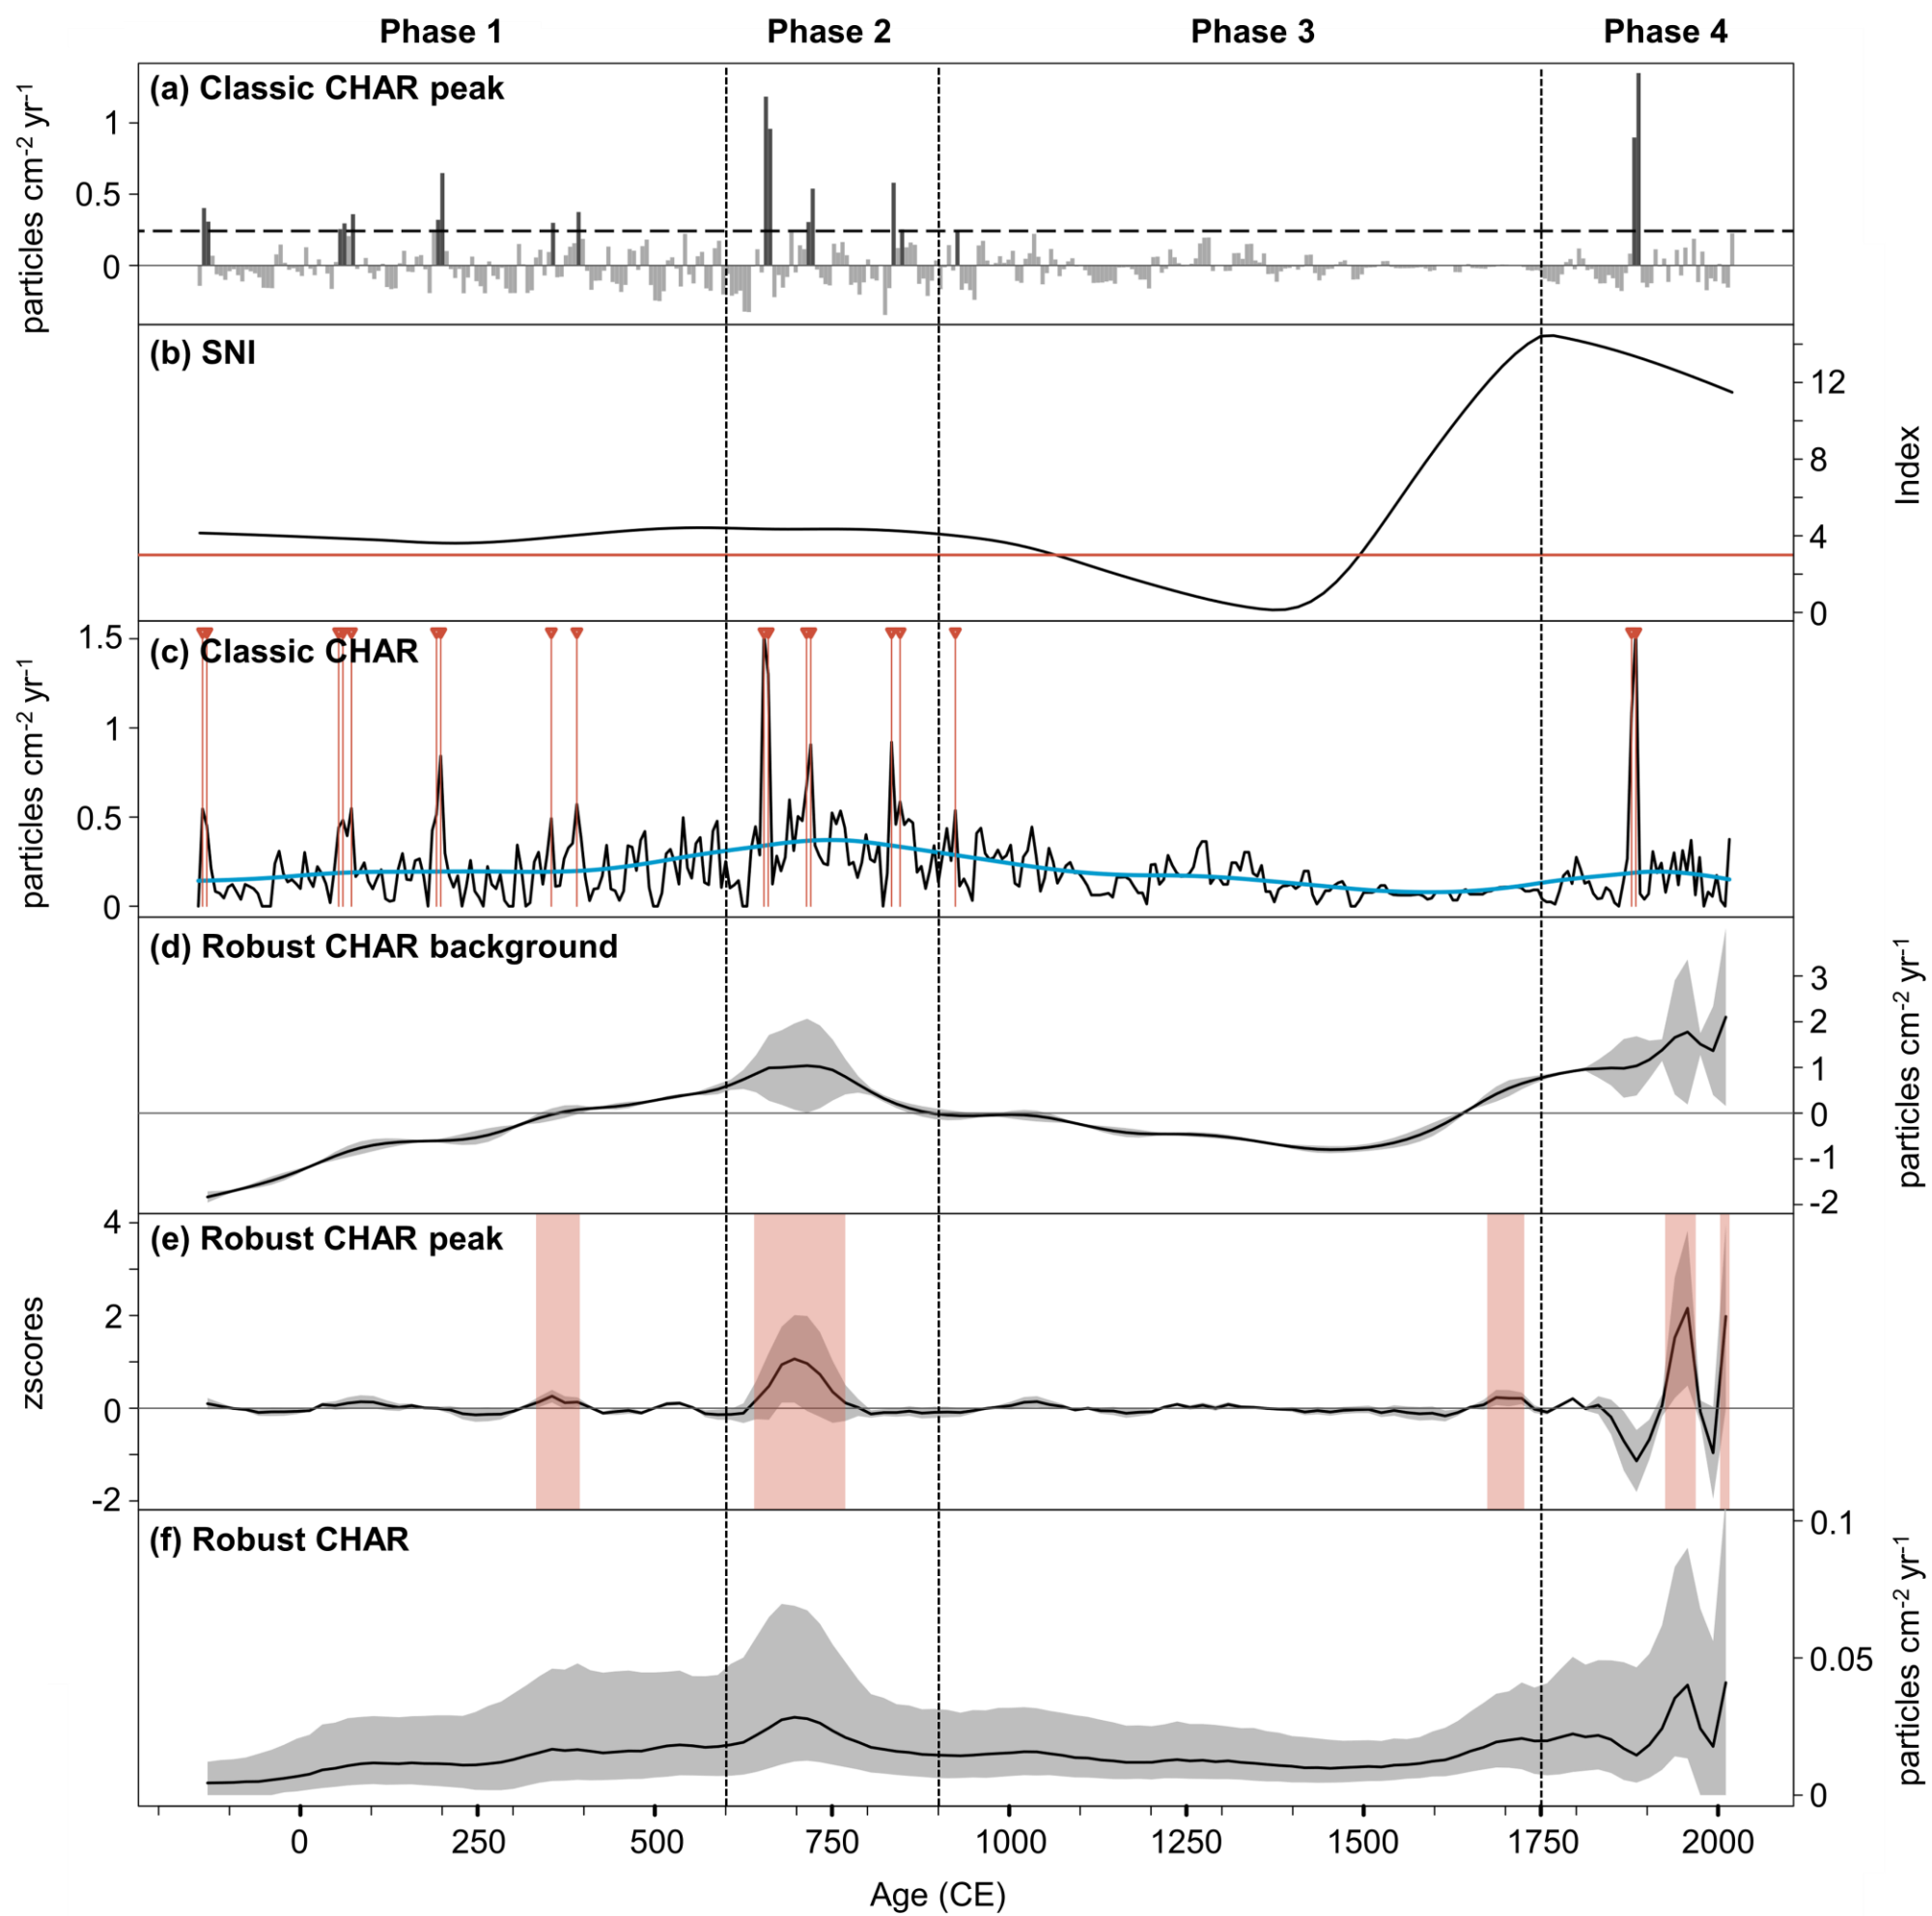 Phase 1 Phase 2 Phase 3 Phase 4
(a) Classic CHAR peak
particles cm-2 yr-1
1
0.5
0
(b) SNI
Index
12
8
4
0
(c) Classic CHAR
particles cm-2 yr-1
1.5
1
0.5
0
(d) Robust CHAR background
particles cm-2 yr-1
3
2
1
0
-1
-2
(e) Robust CHAR peak
zscores
4
2
0
-2
(f) Robust CHAR
particles cm-2 yr-1
0.1
0.05
0
0 250 500 750 1000 1250 1500 1750 2000
Age (CE)